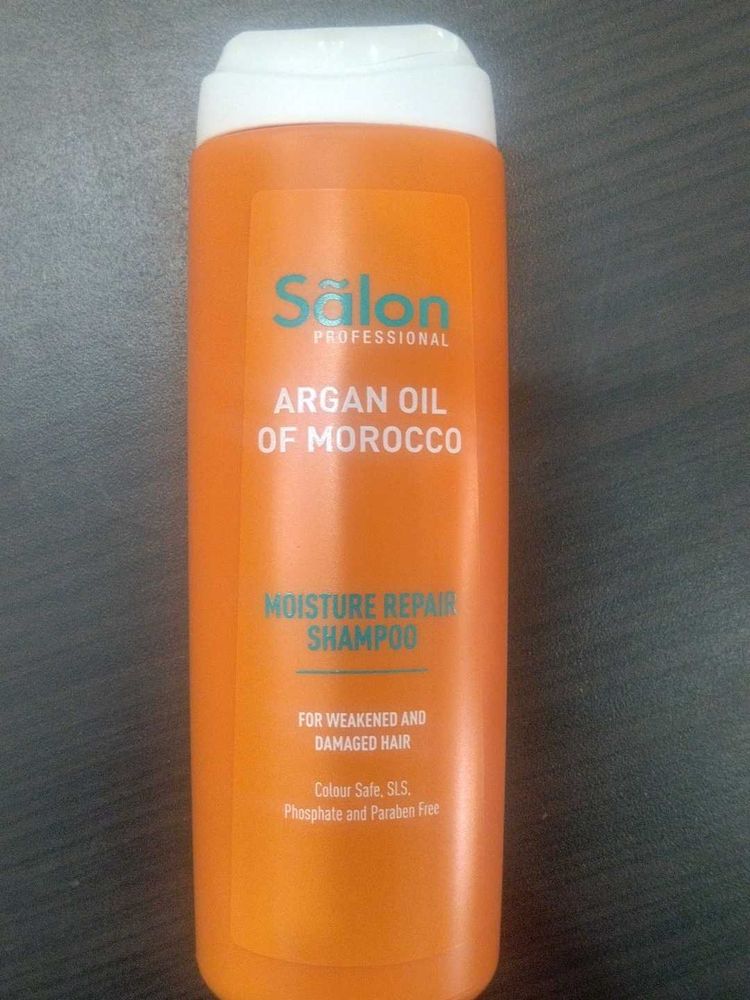 Sãlon
PROFESSIONAL
ARGAN OIL
OF MOROCCO
MOISTURE REPAIR
SHAMPOO
FOR WEAKENED AND
DAMAGED HAIR
Colour Safe, SLS,
Phosphate and Paraben Free